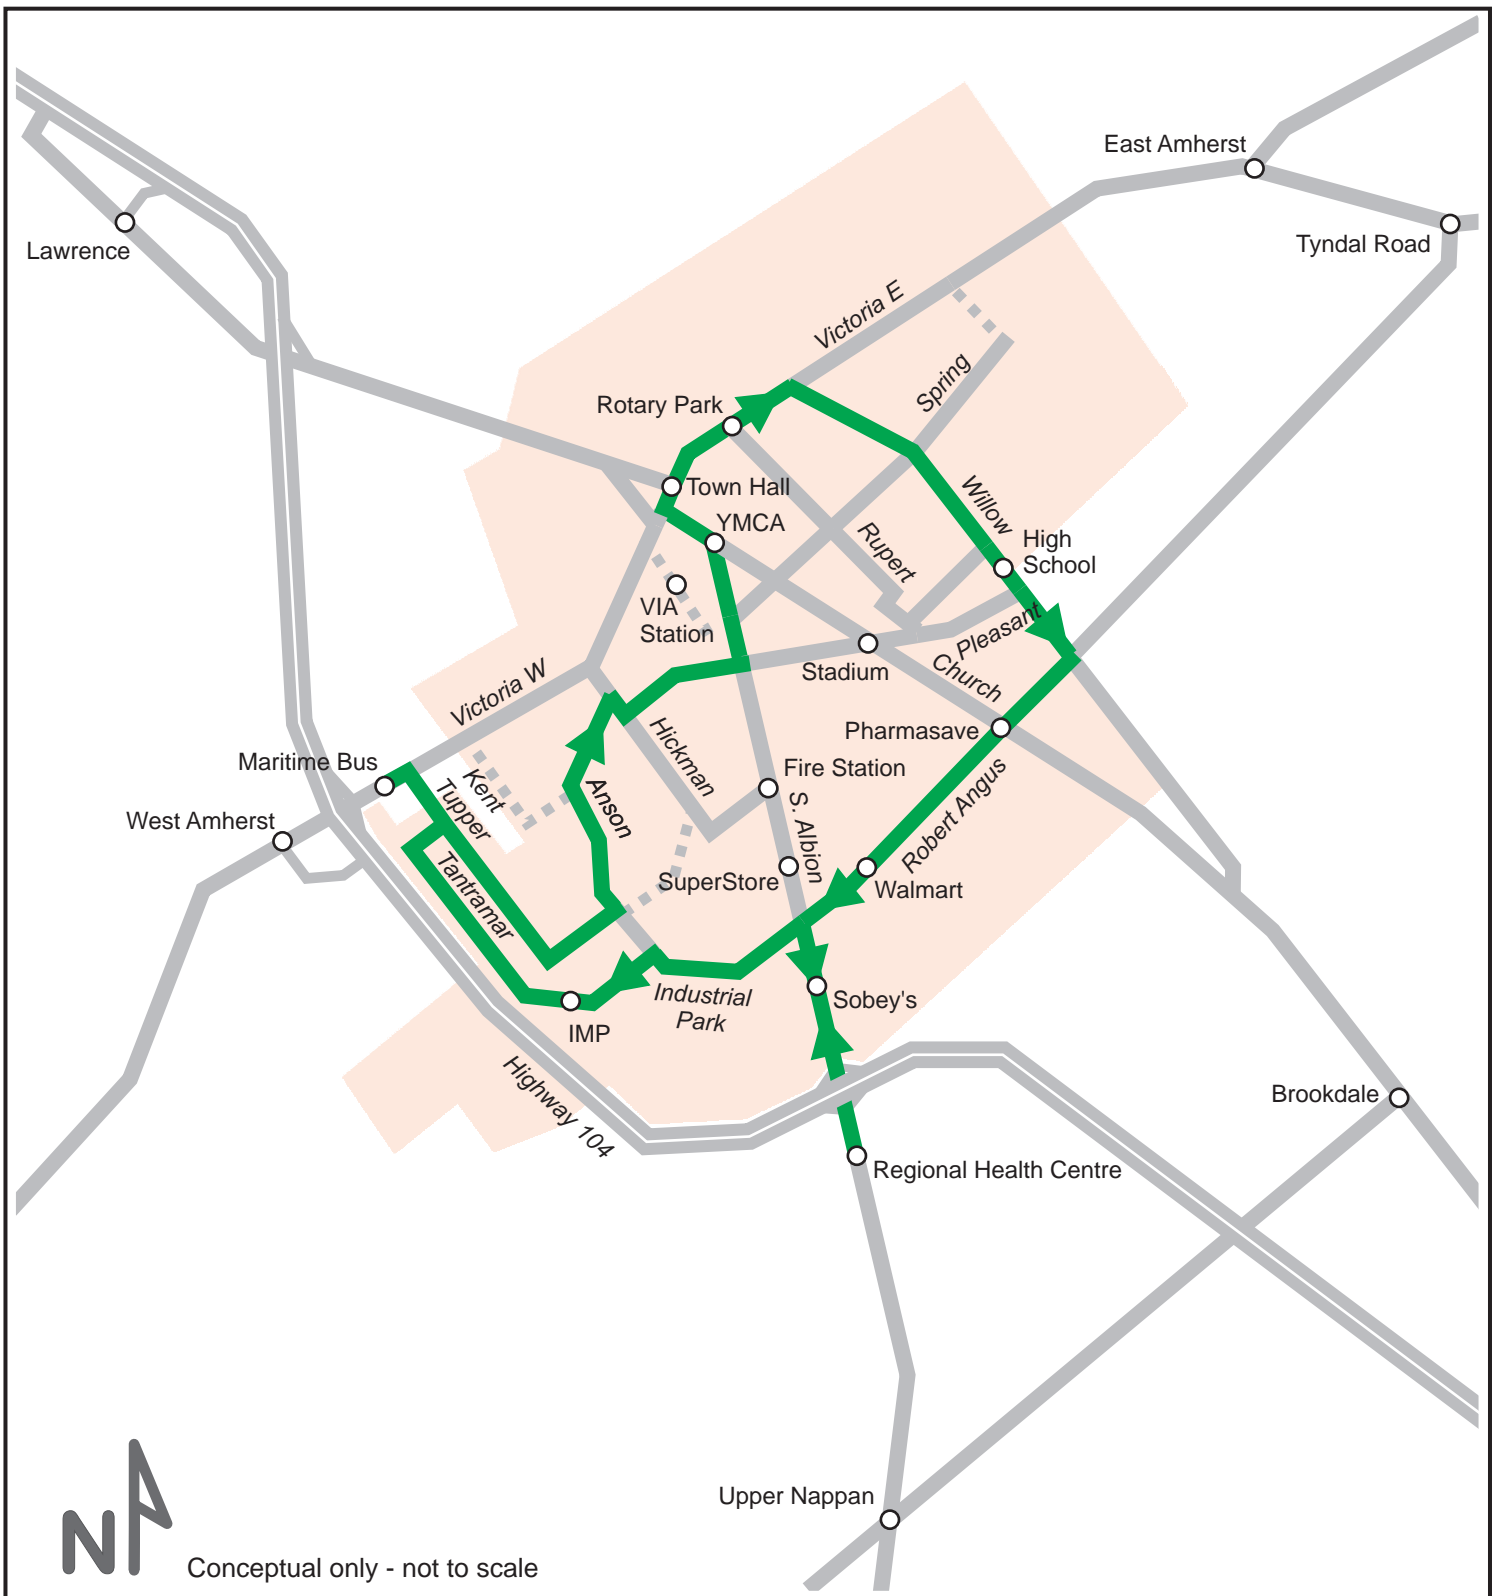 East Amherst
Tyndal Road
Lawrence
Victoria E
Spring
Rotary Park
Willow
Town Hall
YMCA
Rupert
High
School
VIA
Station
Pleasant
Stadium
Church
Victoria W
Hickman
Pharmasave
Maritime Bus
Kent
Tupper
Anson
Fire Station
S. Albion
Robert Angus
West Amherst
Tantramar
SuperStore
Walmart
Industrial
Park
Sobey's
IMP
Highway 104
Brookdale
Regional Health Centre
Upper Nappan
N
Conceptual only - not to scale